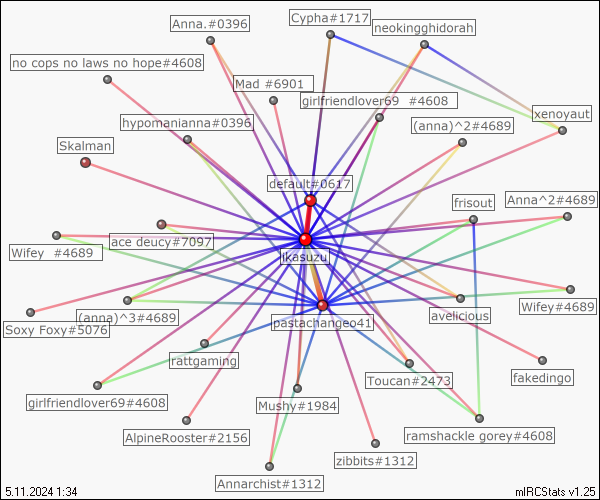 Anna.#0396
Cypha#1717
neokingghidorah
no cops no laws no hope#4608
Mad #6901
girlfriendlover69 #4608
xenoyaut
hypomanianna#0396
(anna)^2#4689
Skalman
default#0617
frisout
Anna^2#4689
ace deucy#7097
Wifey #4689
ikasuzu
Wifey#4689
(anna)^3#4689
avelicious
Soxy Foxy#5076
pastachangeo41
rattgaming
Toucan#2473
fakedingo
girlfriendlover69#4608
Mushy#1984
AlpineRooster#2156
ramshackle gorey#4608
zibbits#1312
Annarchist#1312
5.11.2024 1:34
mIRCStats v1.25